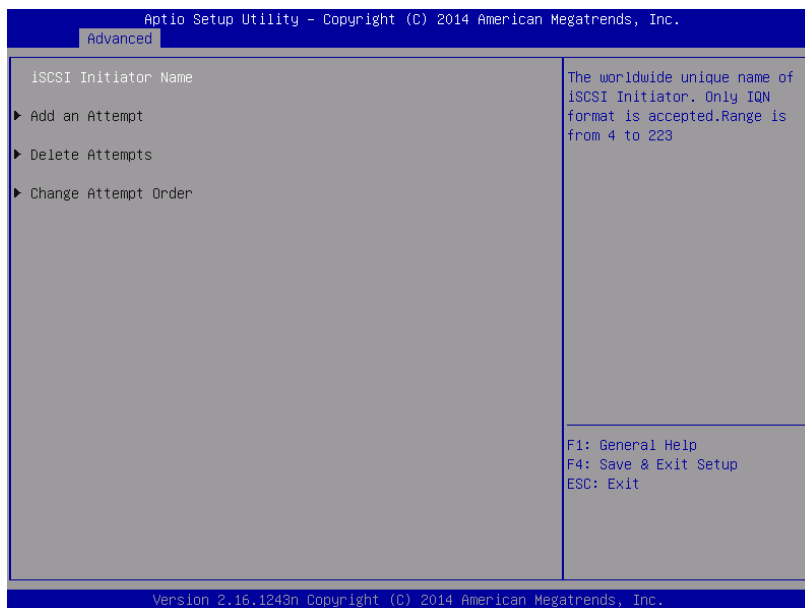 Aptio Setup Utility – Copyright (C) 2014 American Megatrends, Inc.
Advanced
iSCSI Initiator Name
Add an Attempt
Delete Attempts
Change Attempt Order
The worldwide unique name of
iSCSI Initiator. Only IQN
format is accepted.Range is
from 4 to 223
F1: General Help
F4: Save & Exit Setup
ESC: Exit
Version 2.16.1243n Copyright (C) 2014 American Megatrends, Inc.